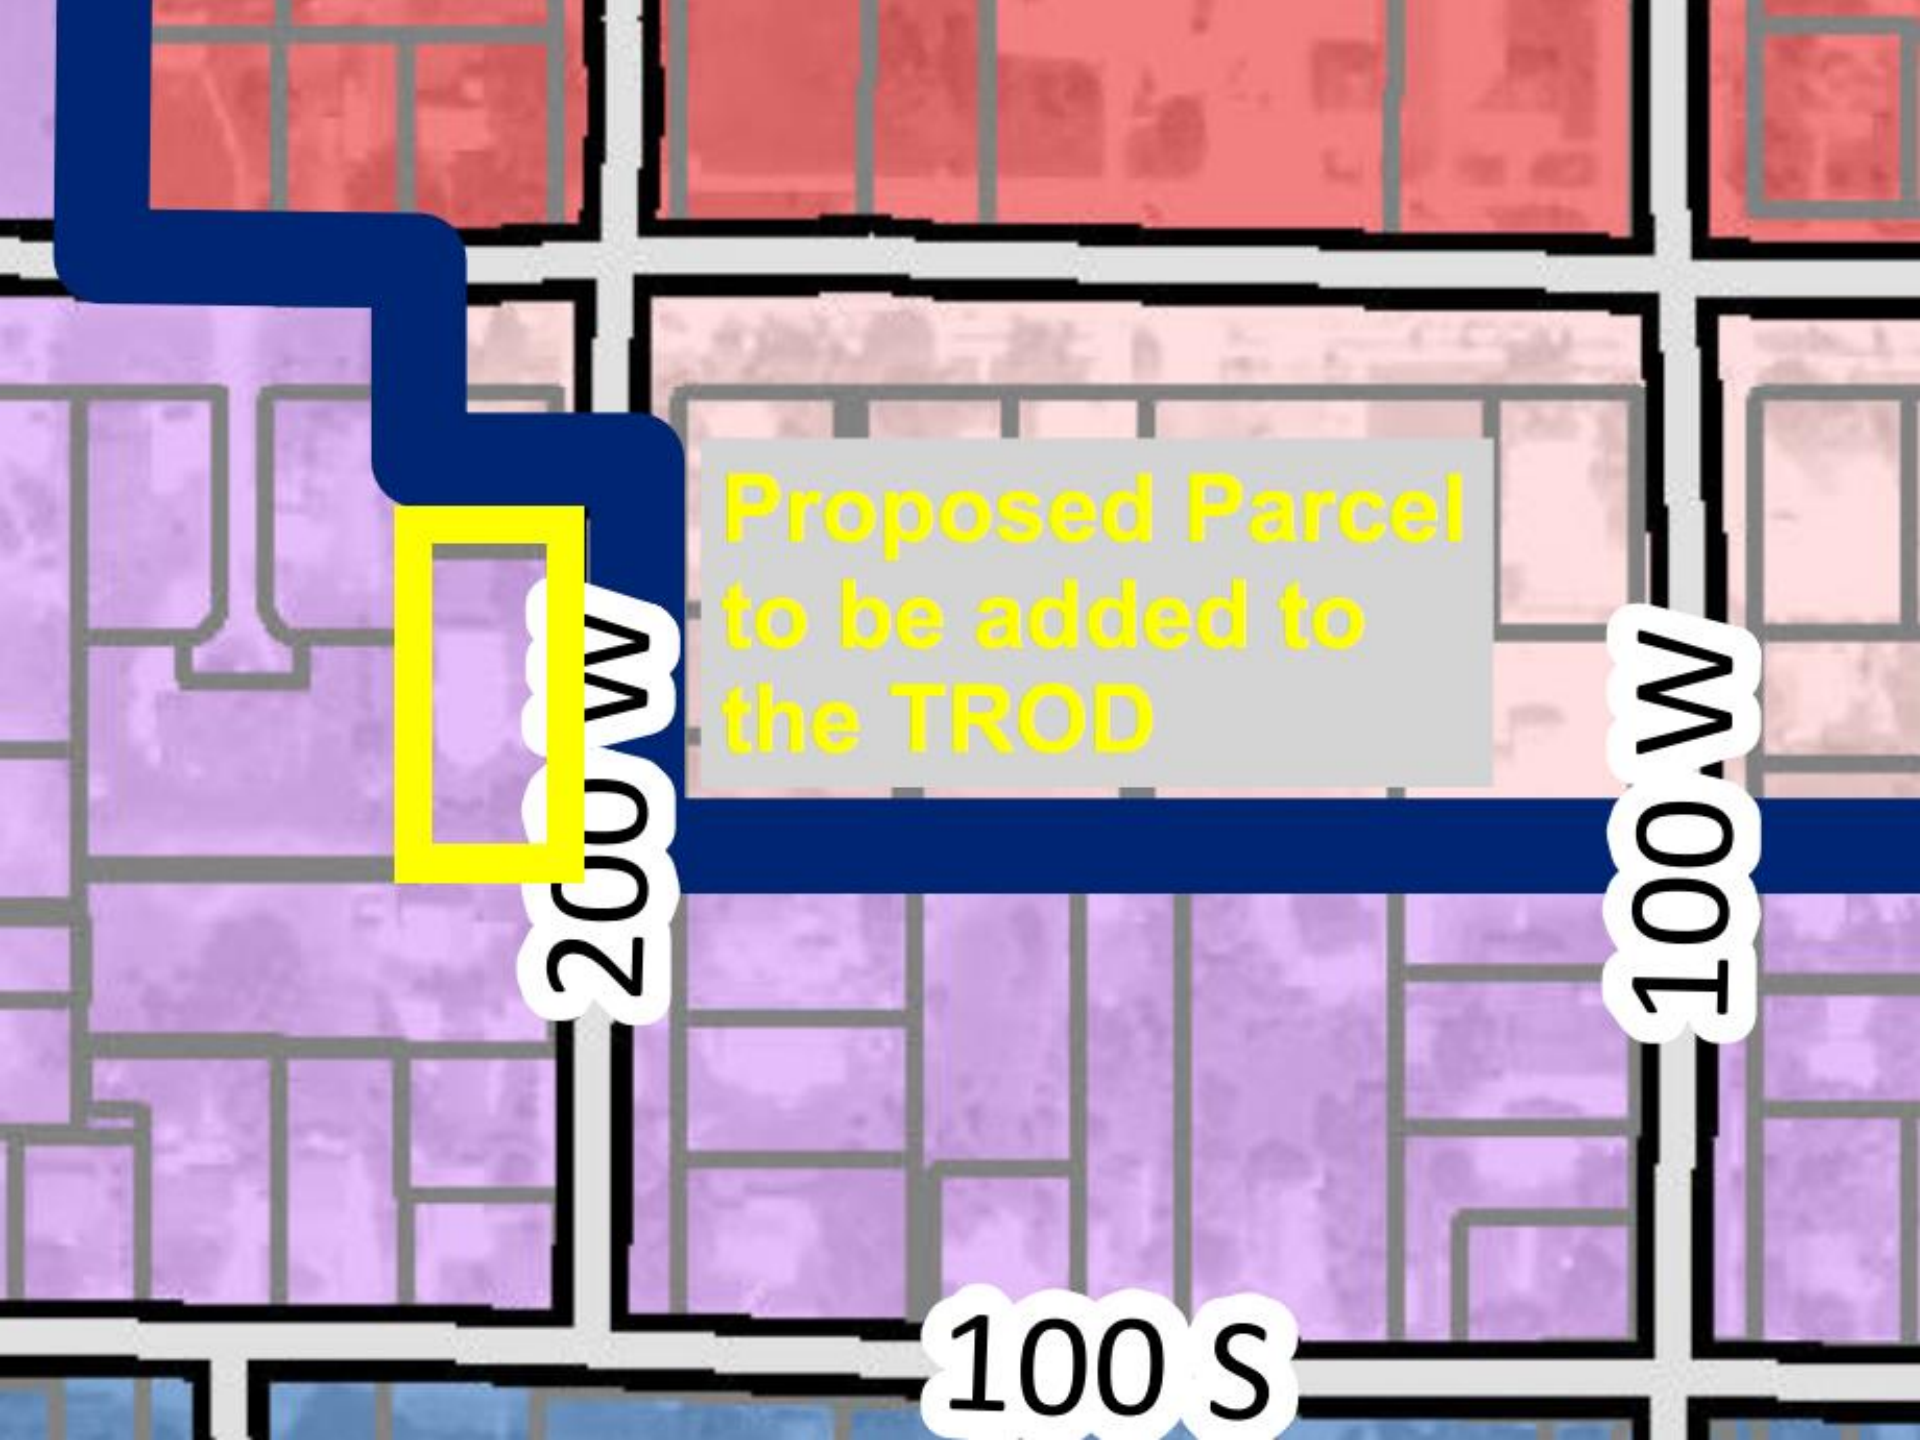 Proposed Parcel
to be added to
the TROD
200 W
100 W
100 S